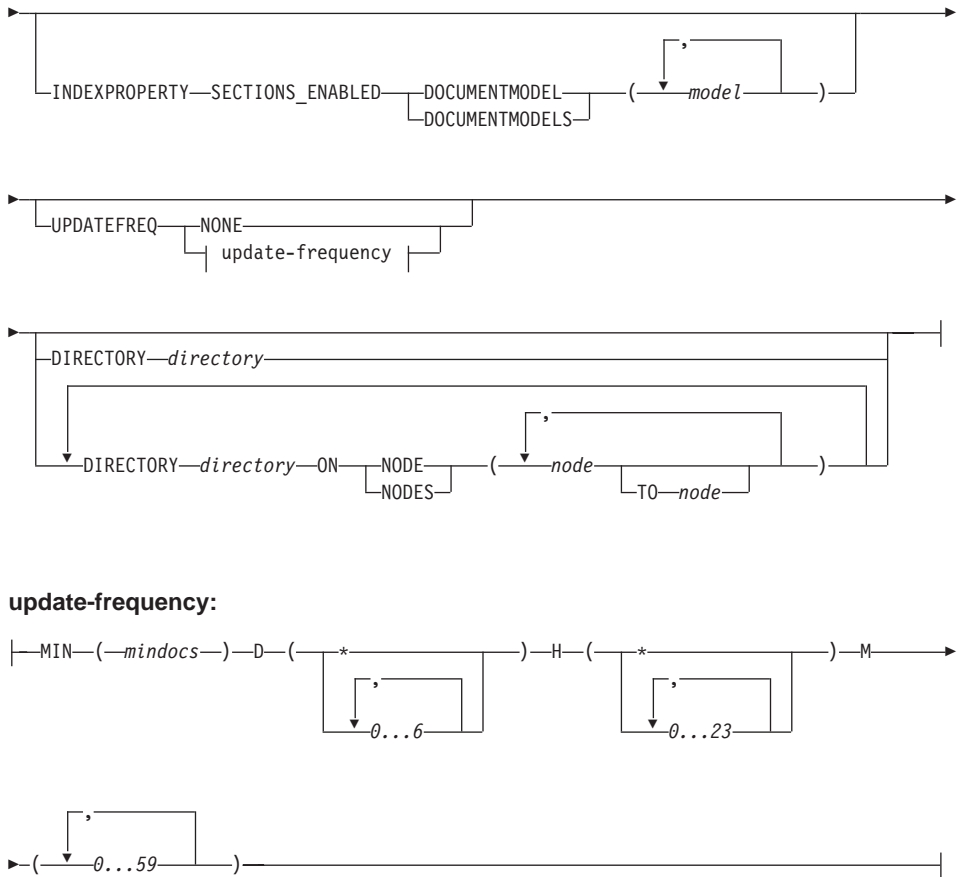 ,
INDEXPROPERTY SECTIONS_ENABLED DOCUMENTMODEL ( model )
DOCUMENTMODELS
UPDATEFREQ NONE
update-frequency
DIRECTORY directory
,
DIRECTORY directory ON NODE ( node )
NODES TO node
update-frequency:
MIN ( mindocs ) D ( * ) H ( * ) M
, ,
0...6 0...23
,
( 0...59 )